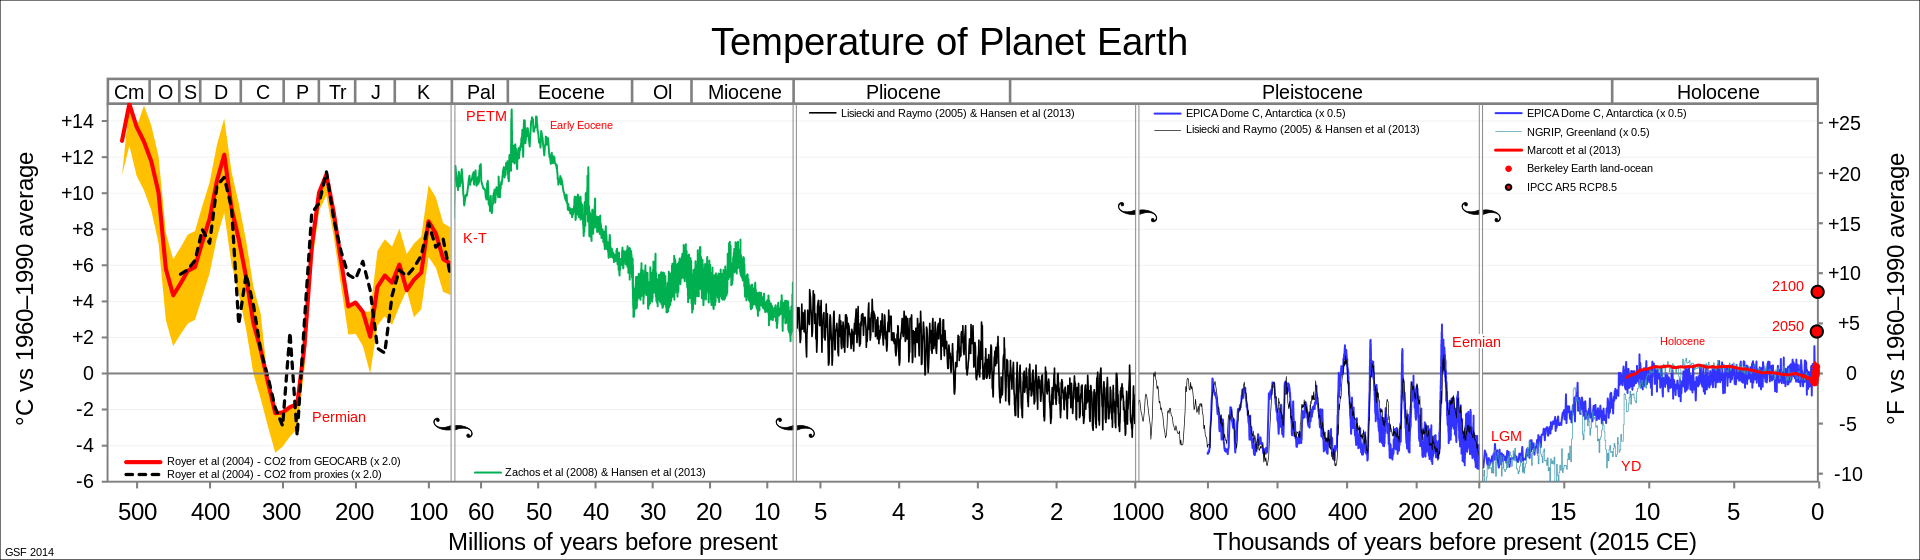 Temperature of Planet Earth
Cm O S D C P Tr J K Pal Eocene Ol Miocene Pliocene Pleistocene Holocene
°C vs 1960–1990 average
+14
+12
+10
+8
+6
+4
+2
0
-2
-4
-6
PETM
Early Eocene
K-T
Permian
Royer et al (2004) - CO2 from GEOCARB (x 2.0)
Royer et al (2004) - CO2 from proxies (x 2.0)
Zachos et al (2008) & Hansen et al (2013)
Lisiecki and Raymo (2005) & Hansen et al (2013)
EPICA Dome C, Antarctica (x 0.5)
Lisiecki and Raymo (2005) & Hansen et al (2013)
EPICA Dome C, Antarctica (x 0.5)
NGRIP, Greenland (x 0.5)
Marcott et al (2013)
Berkeley Earth land-ocean
IPCC AR5 RCP8.5
2100
2050
Eemian
Holocene
LGM
YD
+25
+20
+15
+10
+5
0
-5
-10
°F vs 1960–1990 average
500 400 300 200 100 60 50 40 30 20 10 5 4 3 2 1000 800 600 400 200 20 15 10 5 0
Millions of years before present
Thousands of years before present (2015 CE)
GSF 2014